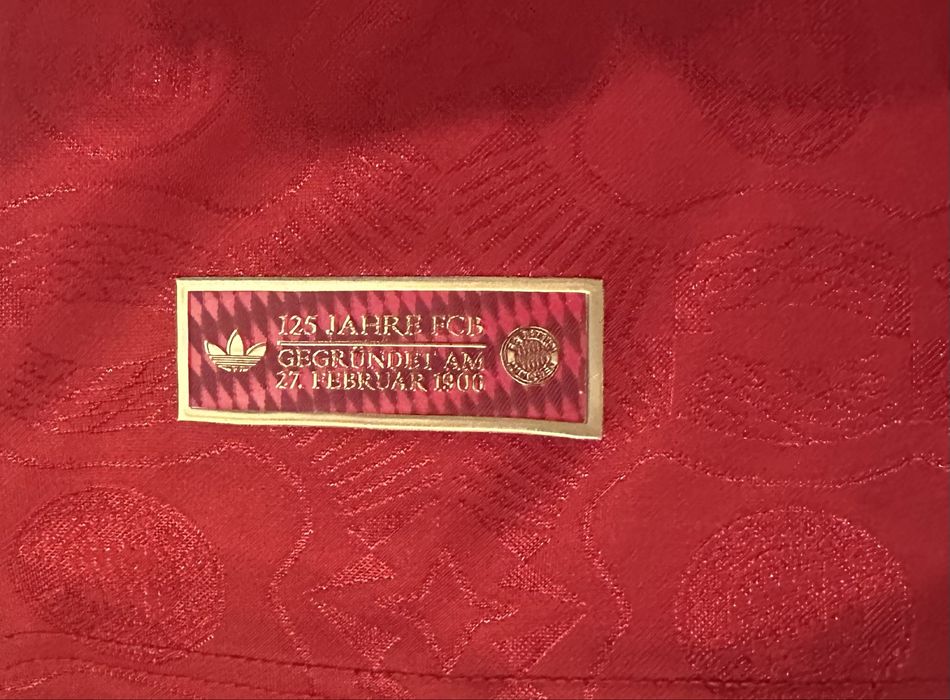 125 JAHRE FCB
GEGRÜNDET AM
27. FEBRUAR 1900